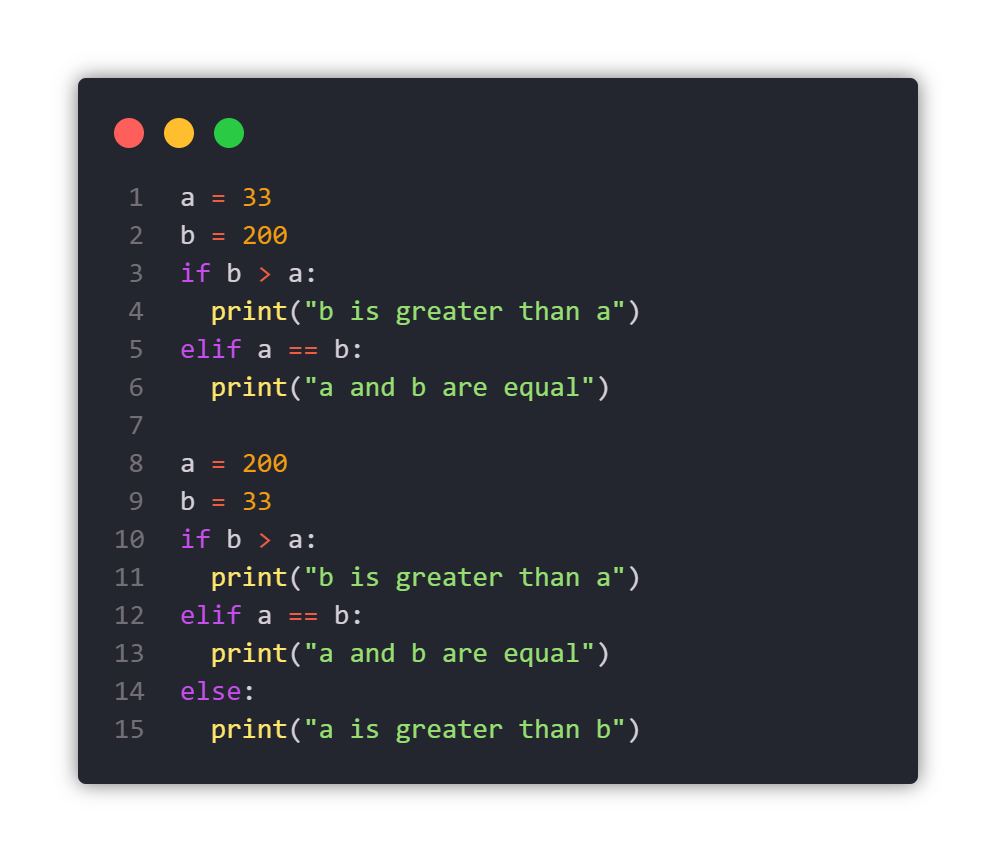 1 a = 33
2 b = 200
3 if b > a:
4   print("b is greater than a")
5 elif a == b:
6   print("a and b are equal")
7
8 a = 200
9 b = 33
10 if b > a:
11   print("b is greater than a")
12 elif a == b:
13   print("a and b are equal")
14 else:
15   print("a is greater than b")